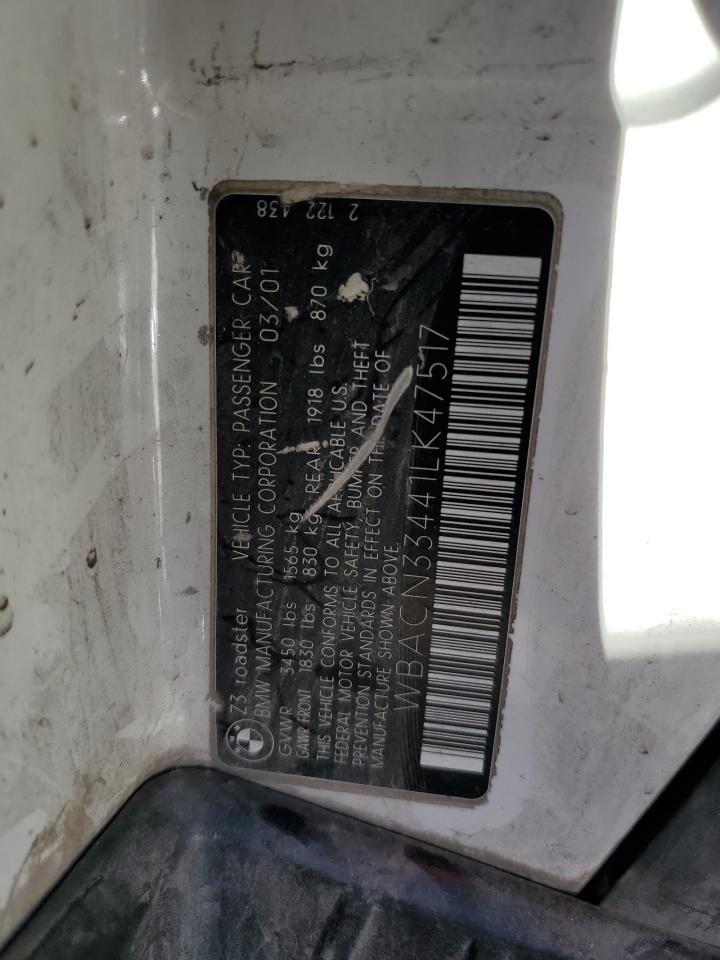 Z3 roadster VEHICLE TYP: PASSENGER CAR
BMW MANUFACTURING CORPORATION 03/01
GVWR 3450 lbs 1565 kg
GAWR FRONT 1830 lbs 830 kg REAR 1918 lbs 870 kg
THIS VEHICLE CONFORMS TO ALL APPLICABLE U.S.
FEDERAL MOTOR VEHICLE SAFETY, BUMPER AND THEFT
PREVENTION STANDARDS IN EFFECT ON THE DATE OF
MANUFACTURE SHOWN ABOVE.
WBACN33441LK47517
2 122 438